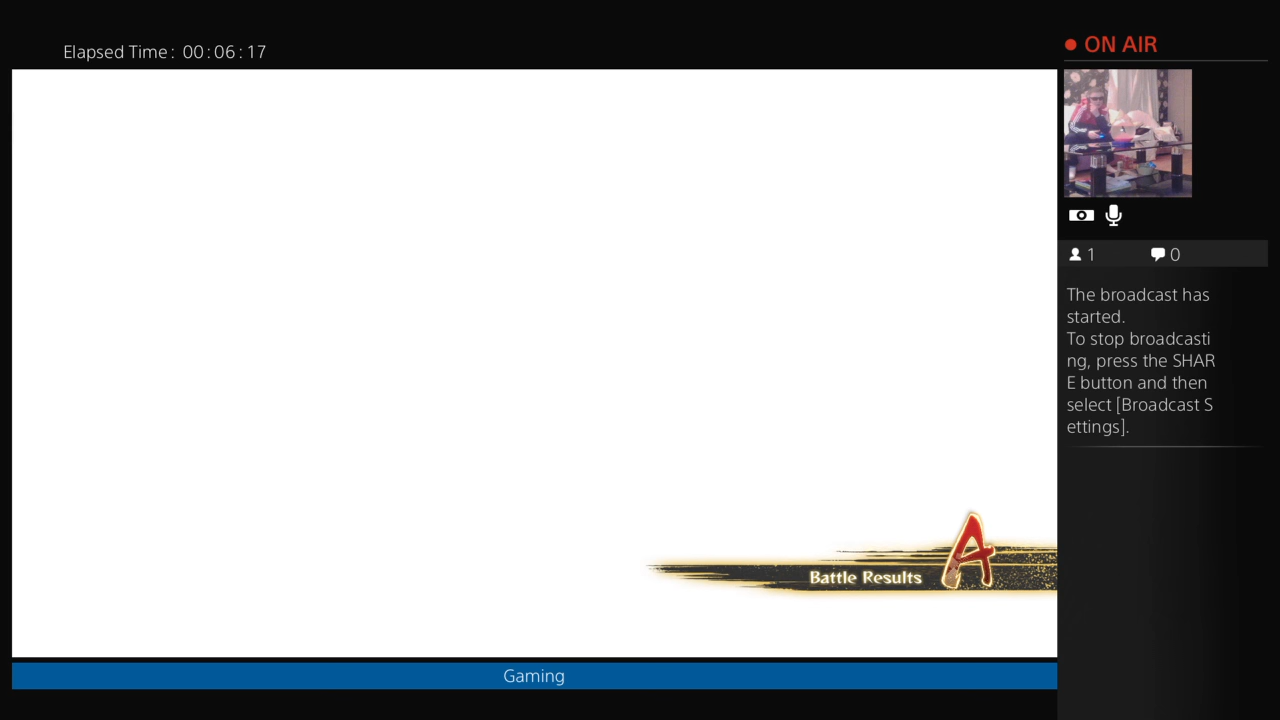 Elapsed Time: 00:06:17
ON AIR
1 0
The broadcast has
started.
To stop broadcasti
ng, press the SHAR
E button and then
select [Broadcast S
ettings].
Battle Results A
Gaming